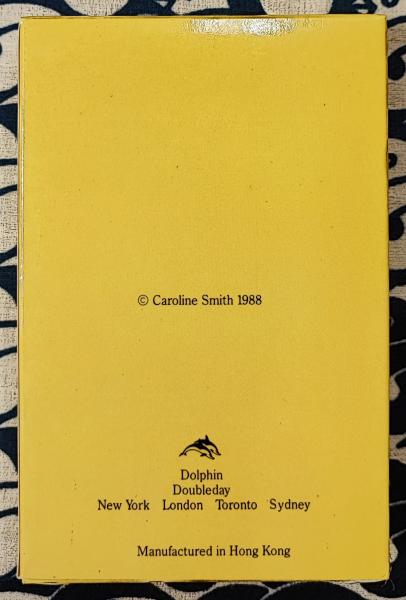 © Caroline Smith 1988
Dolphin
Doubleday
New York London Toronto Sydney
Manufactured in Hong Kong